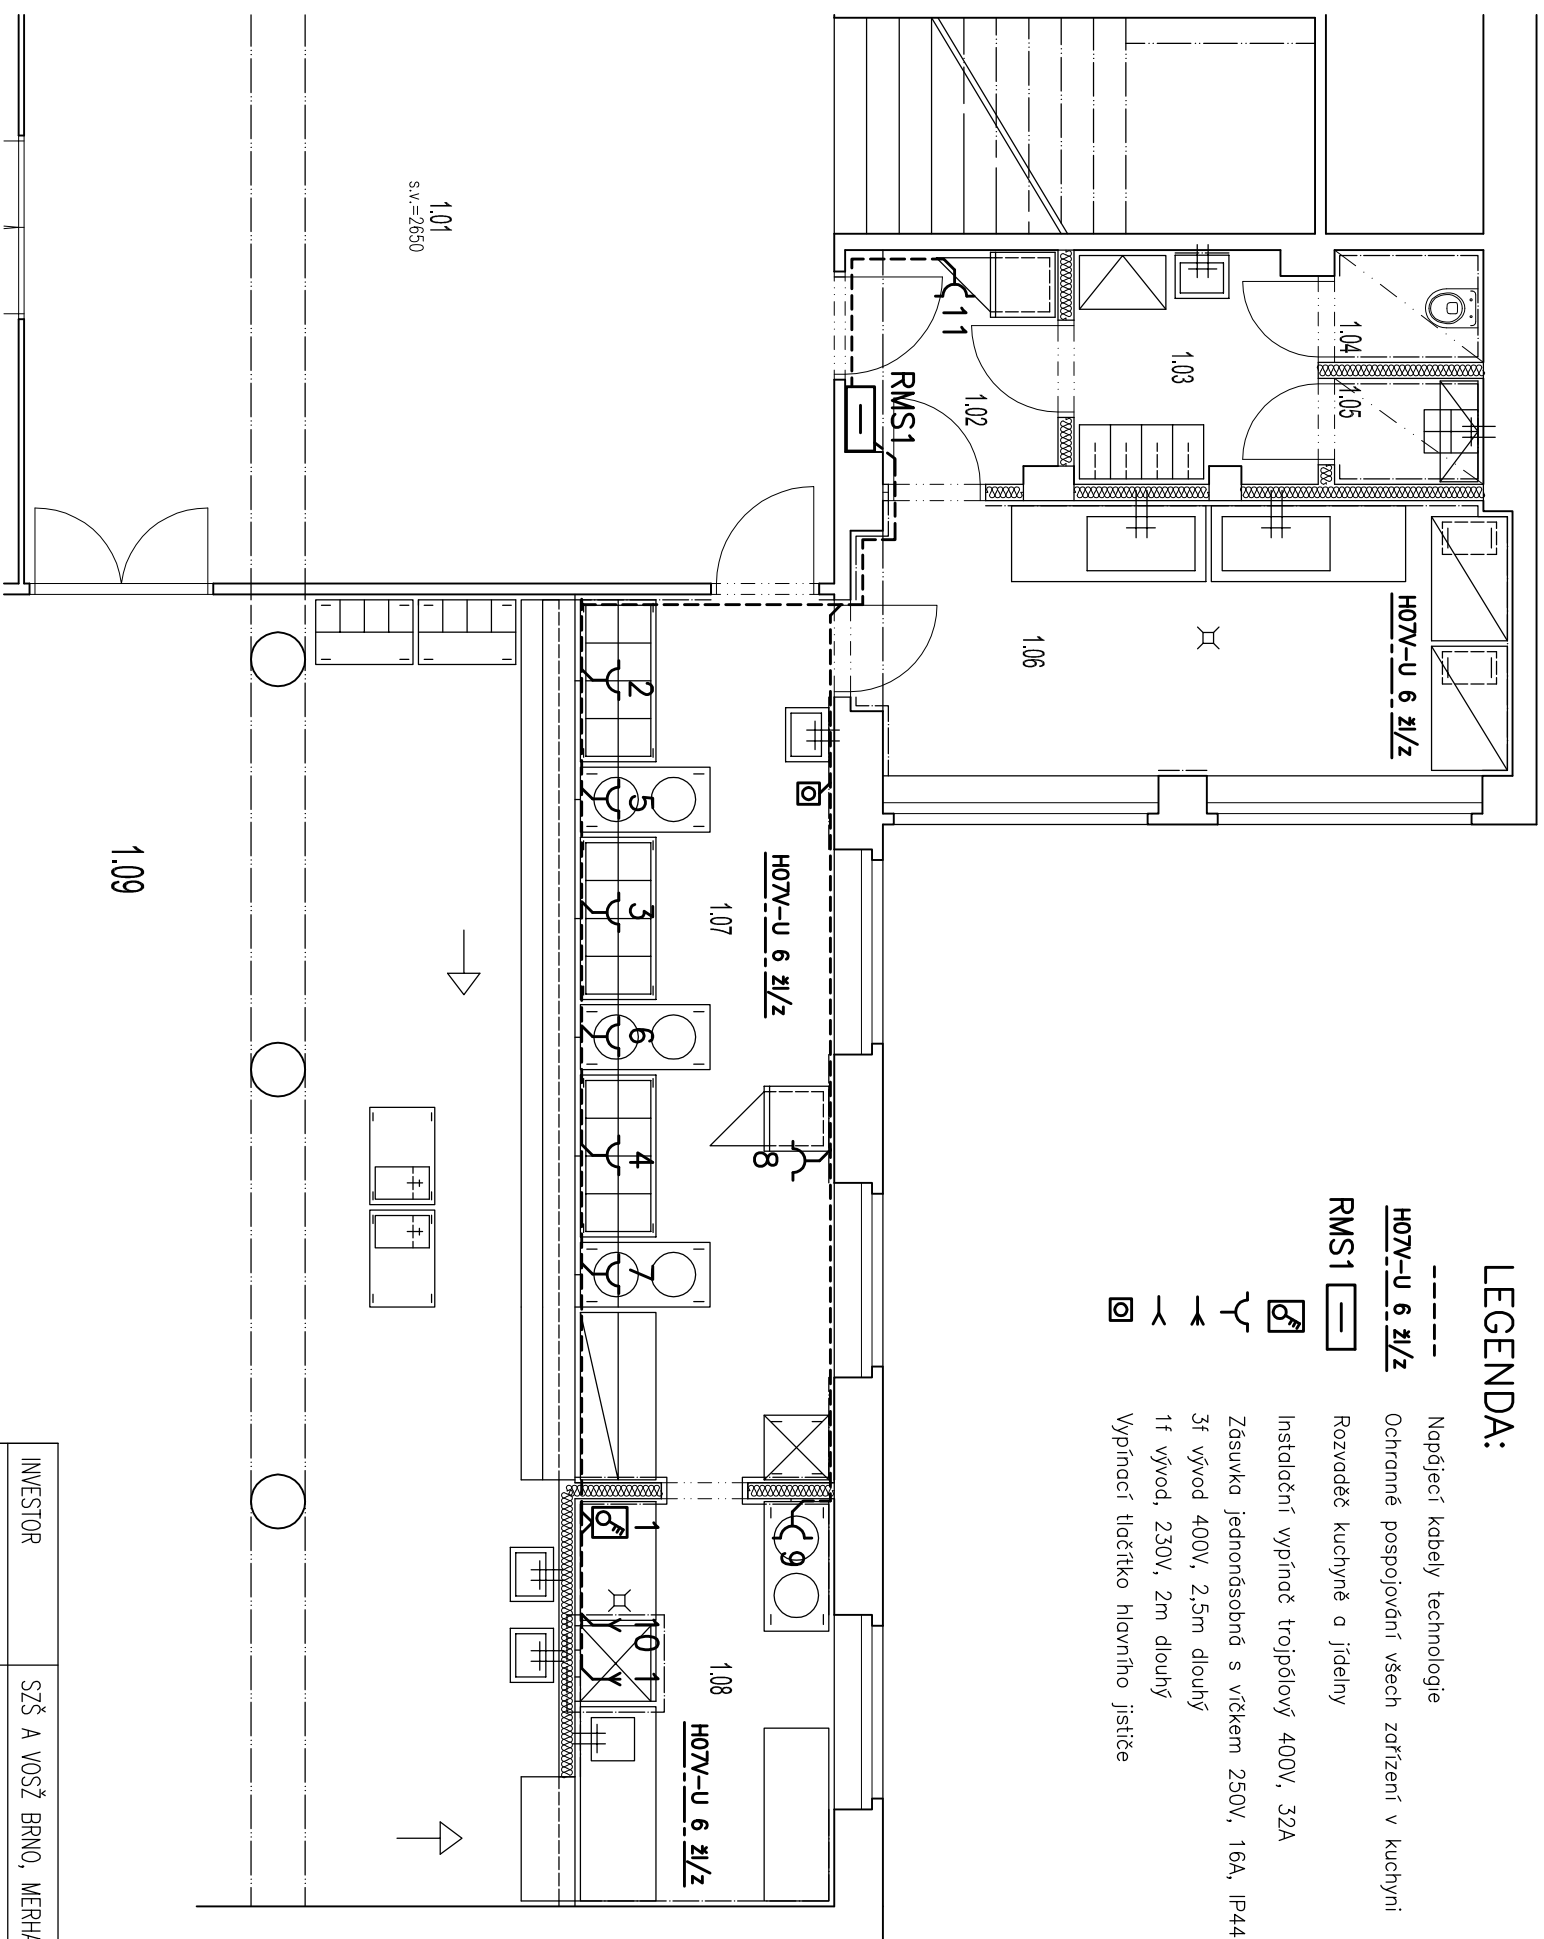 LEGENDA:
Napájecí kabely technologie
H07V-U 6 žl/z Ochranné pospojování všech zařízení v kuchyni
RMS1 Rozvaděč kuchyně a jídelny
Instalační vypínač trojpólový 400V, 32A
Zásuvka jednonásobná s víčkem 250V, 16A, IP44
3f vývod 400V, 2,5m dlouhý
1f vývod, 230V, 2m dlouhý
Vypínací tlačítko hlavního jističe
1.04
1.05
1.03
1.02
11
RMS1
H07V-U 6 žl/z
1.06
1.01
s.v.=2650
2
5
3
6
4
7
8
1.07
H07V-U 6 žl/z
9
1
10
1
1.08
H07V-U 6 žl/z
1.09
INVESTOR
SZŠ A VOSŽ BRNO, MERHA